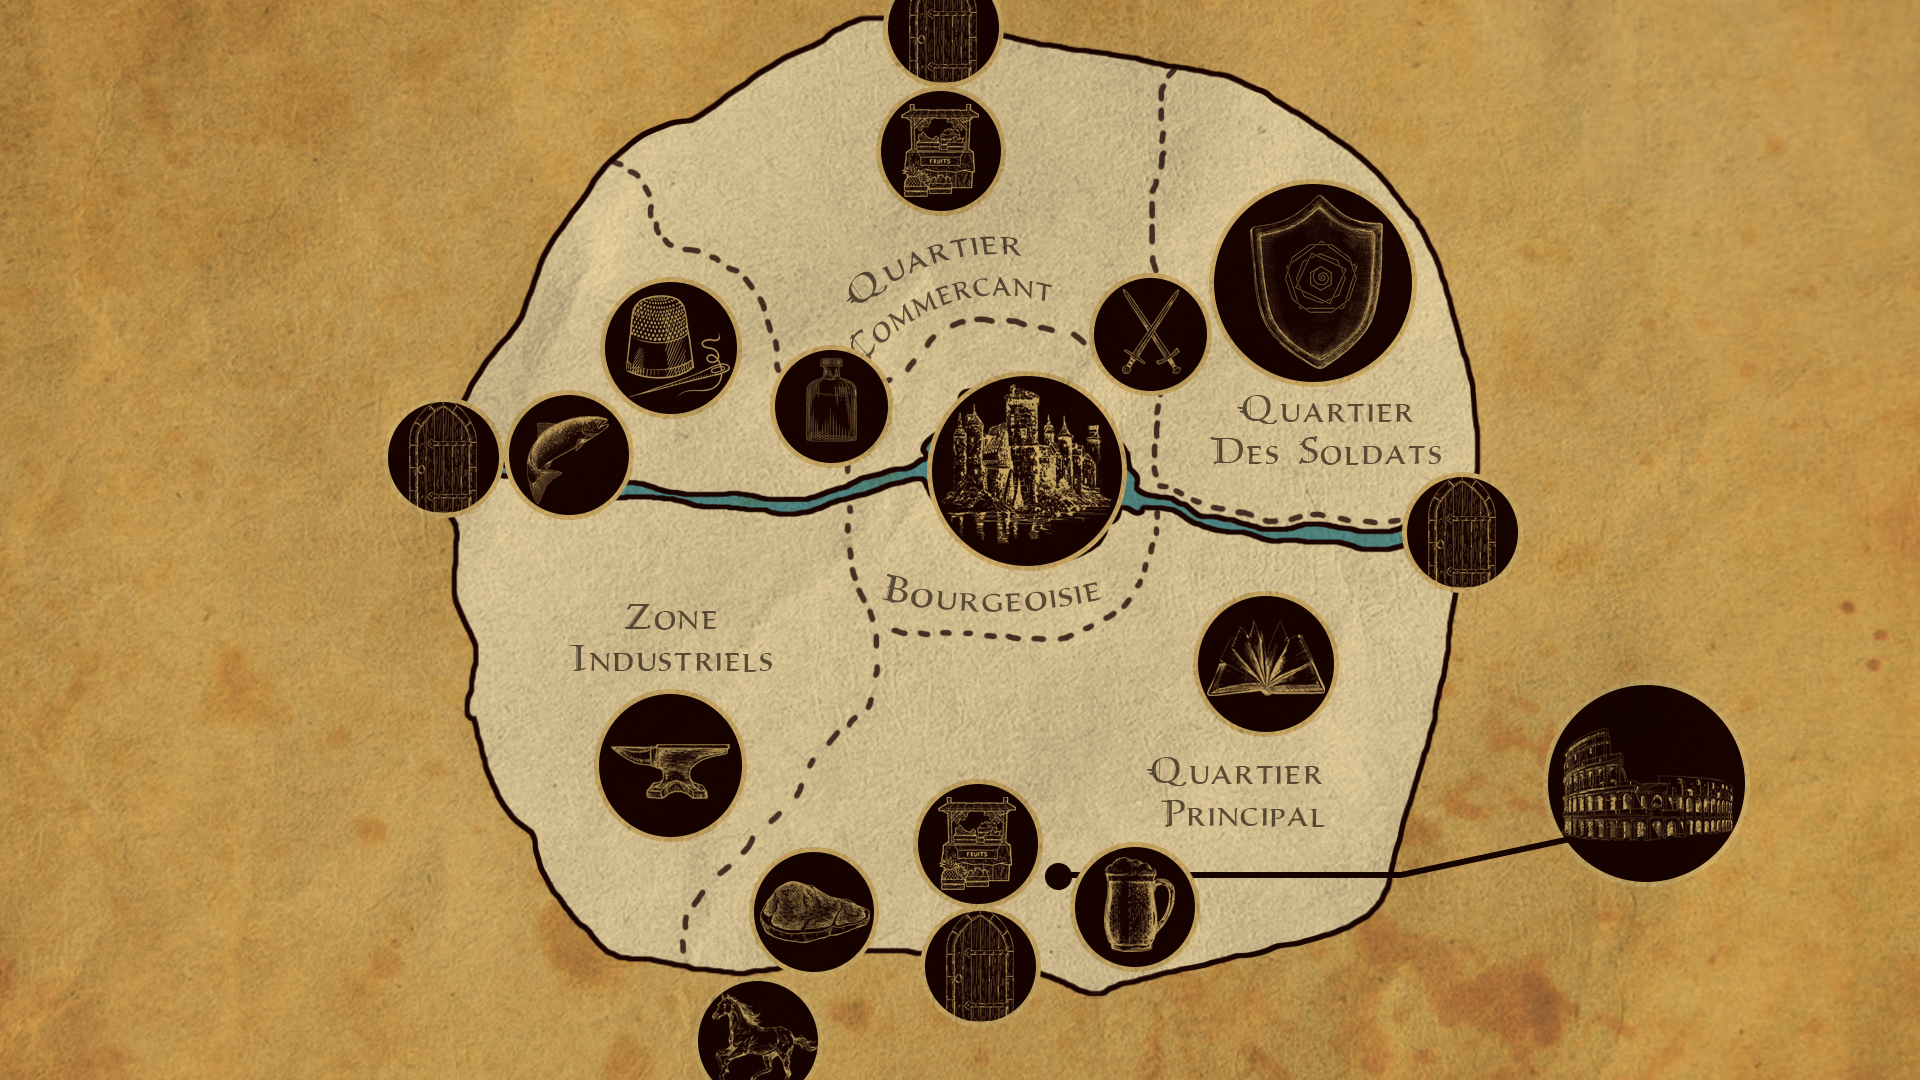 FRUITS
Quartier
Commercant
Quartier
Des Soldats
Bourgeoisie
Zone
Industriels
Quartier
Principal
FRUITS